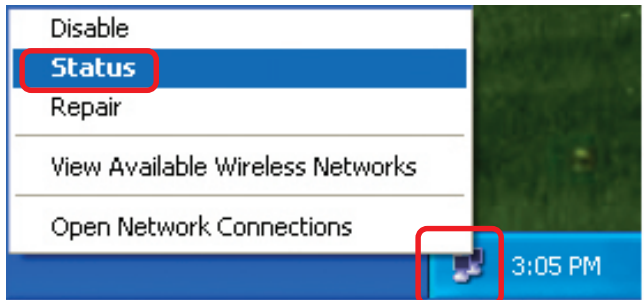 Disable
Status
Repair
View Available Wireless Networks
Open Network Connections
3:05 PM